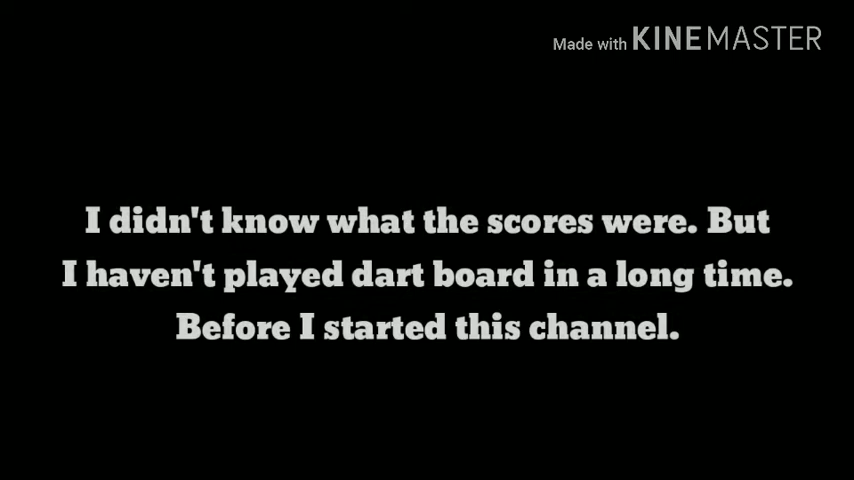 Made with KINEMASTER
I didn't know what the scores were. But
I haven't played dart board in a long time.
Before I started this channel.